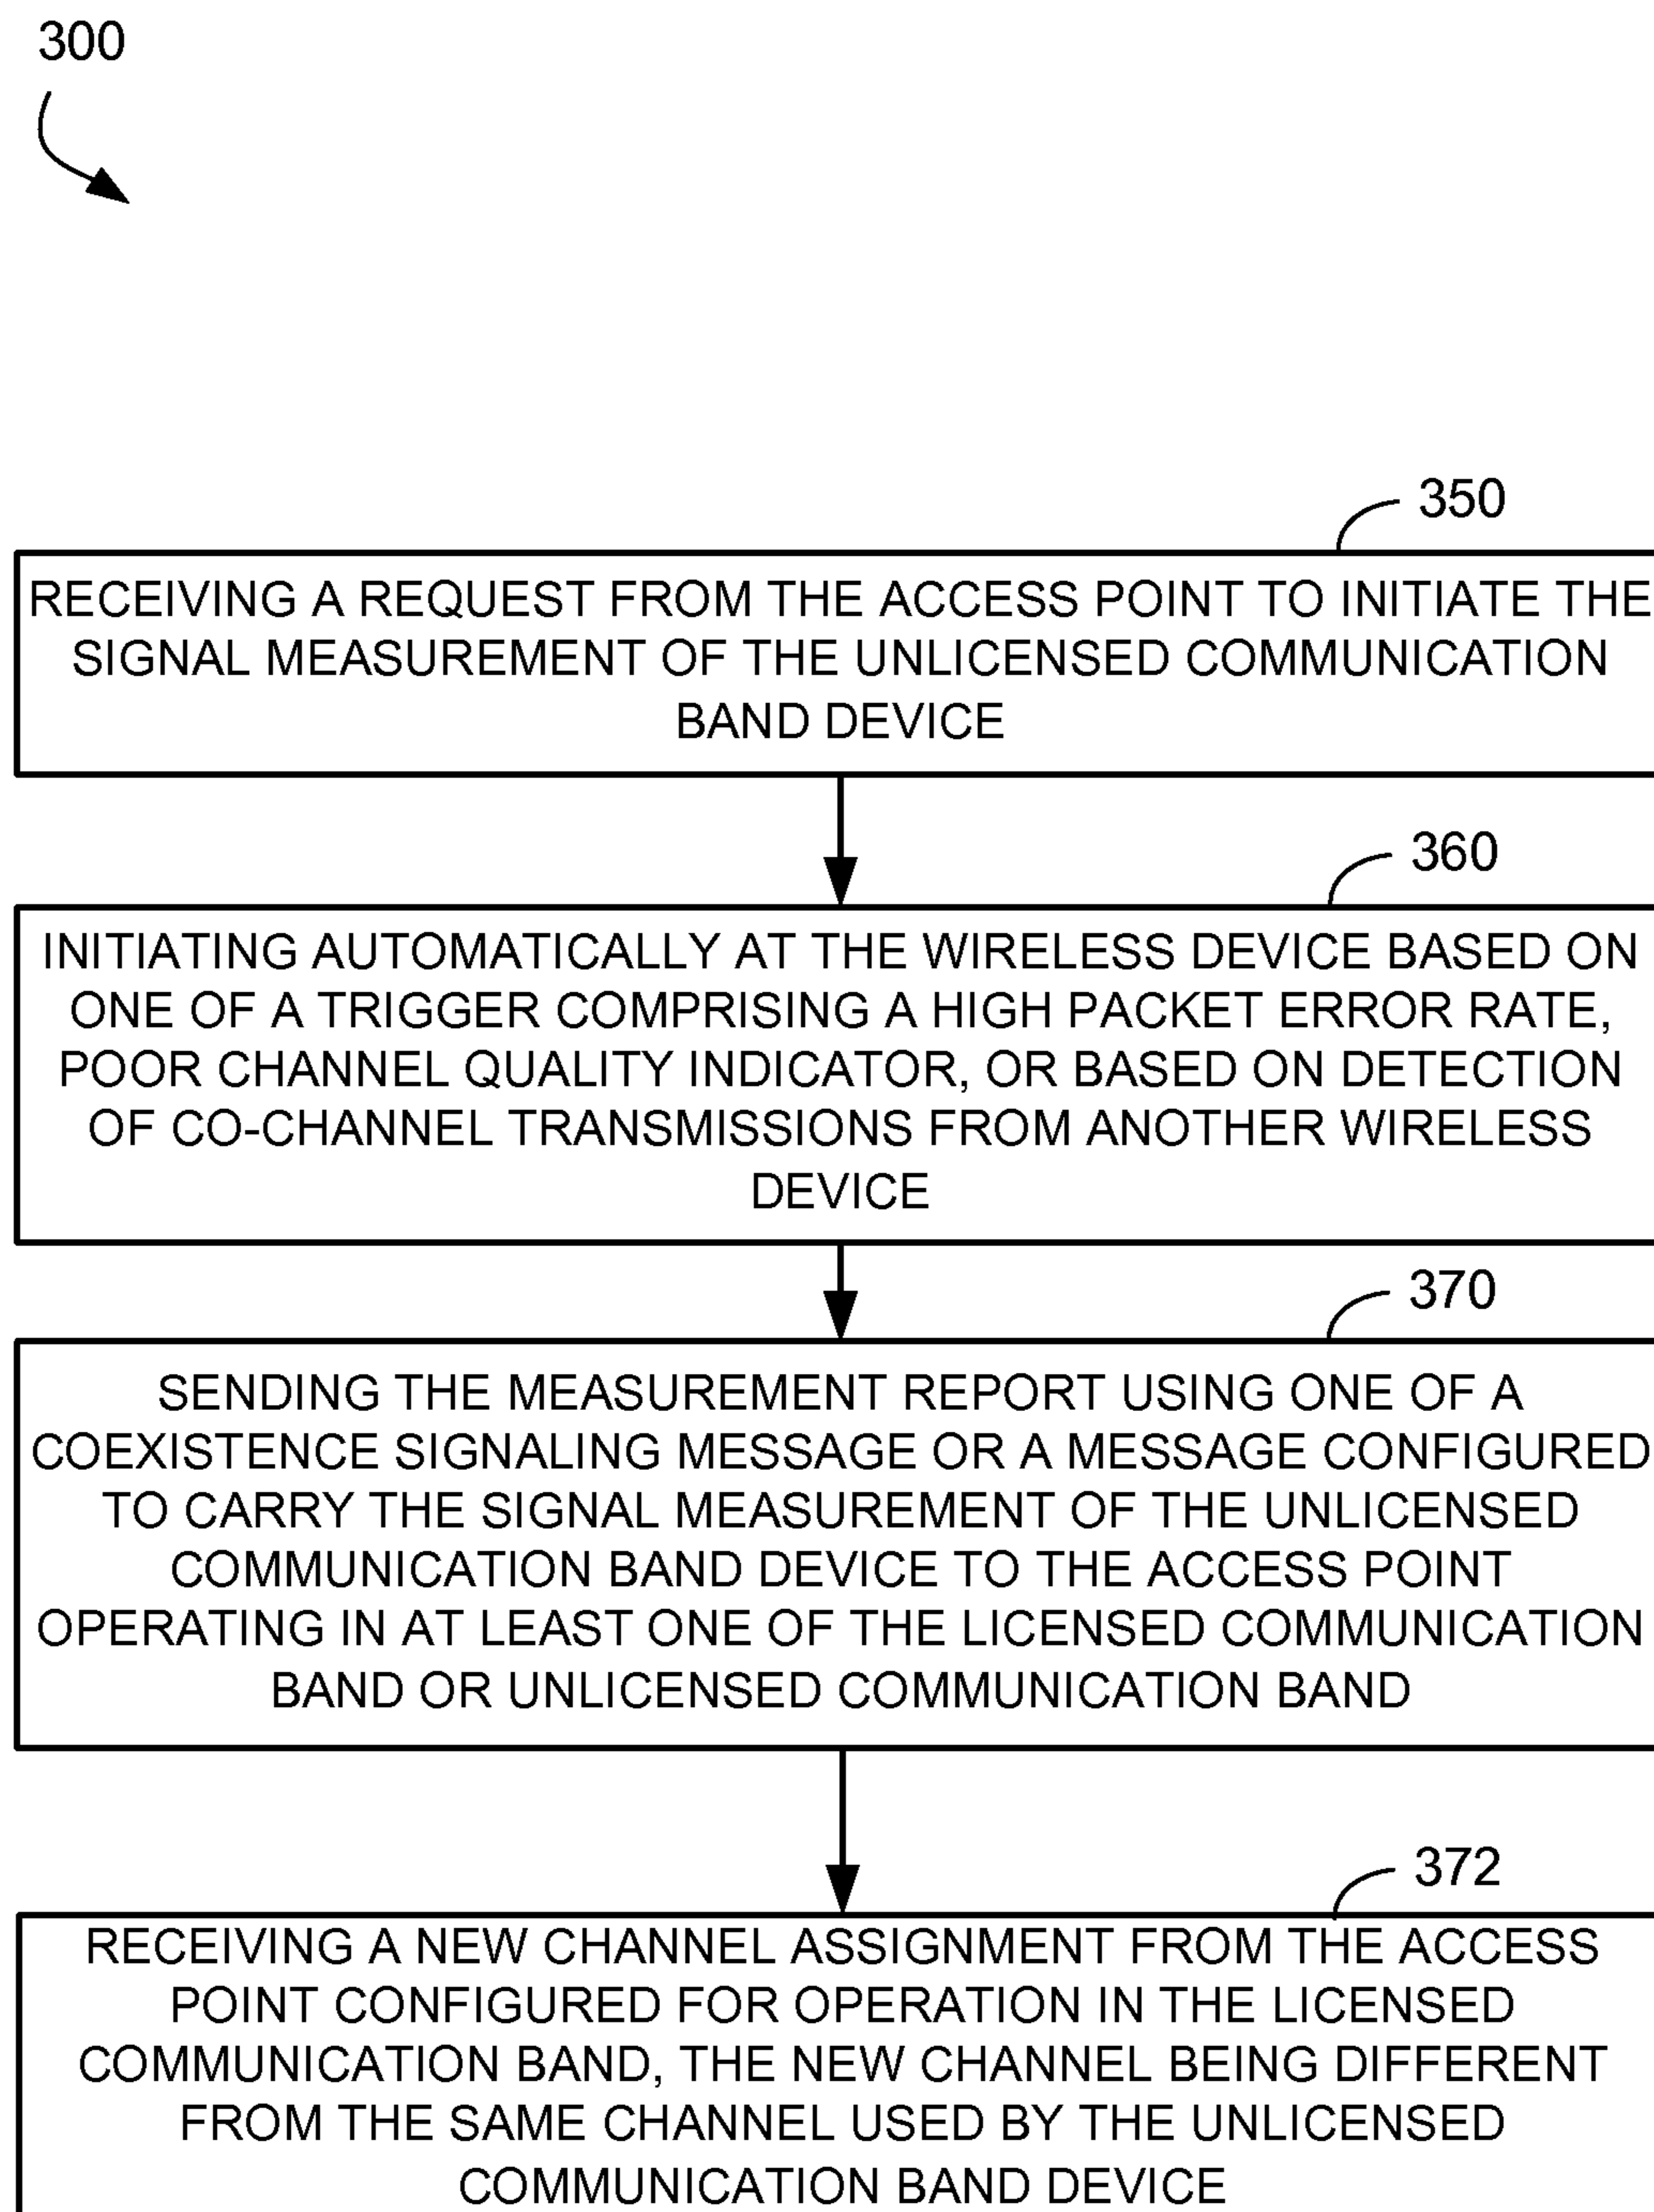 300
350
RECEIVING A REQUEST FROM THE ACCESS POINT TO INITIATE THE
SIGNAL MEASUREMENT OF THE UNLICENSED COMMUNICATION
BAND DEVICE
360
INITIATING AUTOMATICALLY AT THE WIRELESS DEVICE BASED ON
ONE OF A TRIGGER COMPRISING A HIGH PACKET ERROR RATE,
POOR CHANNEL QUALITY INDICATOR, OR BASED ON DETECTION
OF CO-CHANNEL TRANSMISSIONS FROM ANOTHER WIRELESS
DEVICE
370
SENDING THE MEASUREMENT REPORT USING ONE OF A
COEXISTENCE SIGNALING MESSAGE OR A MESSAGE CONFIGURED
TO CARRY THE SIGNAL MEASUREMENT OF THE UNLICENSED
COMMUNICATION BAND DEVICE TO THE ACCESS POINT
OPERATING IN AT LEAST ONE OF THE LICENSED COMMUNICATION
BAND OR UNLICENSED COMMUNICATION BAND
372
RECEIVING A NEW CHANNEL ASSIGNMENT FROM THE ACCESS
POINT CONFIGURED FOR OPERATION IN THE LICENSED
COMMUNICATION BAND, THE NEW CHANNEL BEING DIFFERENT
FROM THE SAME CHANNEL USED BY THE UNLICENSED
COMMUNICATION BAND DEVICE